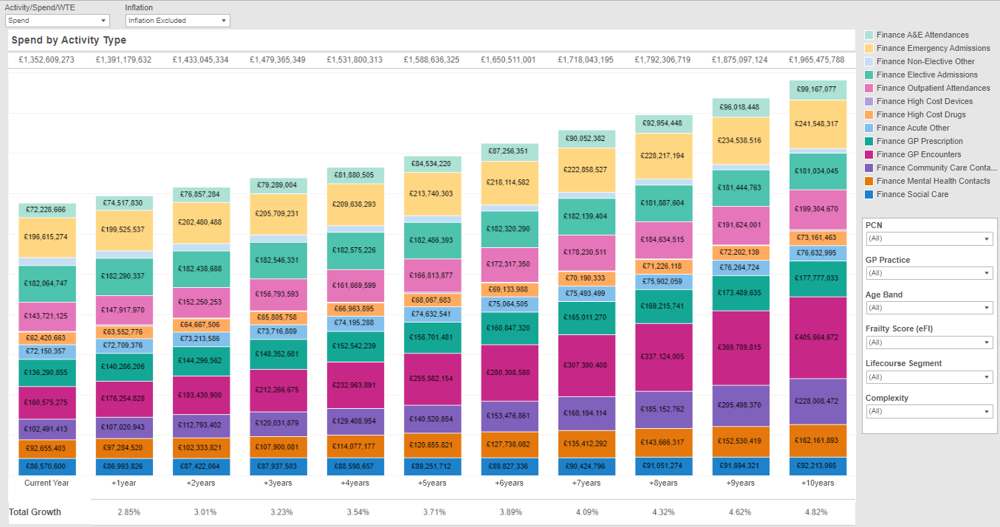 Activity/Spend/WTE Inflation
Spend Inflation Excluded
Spend by Activity Type
£1,352,609,273 £1,391,179,632 £1,433,045,334 £1,479,365,349 £1,531,800,313 £1,588,636,325 £1,650,511,001 £1,718,043,195 £1,792,306,719 £1,875,097,124 £1,965,475,788
£72,228,666 £74,517,830 £76,857,284 £79,289,004 £81,880,505 £84,534,220 £87,256,351 £90,052,382 £92,954,448 £96,018,448 £99,167,077
£196,615,274 £199,525,537 £202,480,488 £205,709,231 £209,638,293 £213,740,303 £218,114,582 £222,858,527 £228,217,194 £234,538,516 £241,548,317
£182,064,747 £182,290,337 £182,438,688 £182,546,331 £182,575,226 £182,486,393 £182,320,290 £182,139,404 £181,887,604 £181,444,763 £181,034,045
£143,721,125 £147,917,970 £152,250,253 £156,793,593 £161,669,599 £166,813,877 £172,317,350 £178,230,511 £184,634,515 £191,624,001 £199,304,670
£62,420,663 £63,552,776 £64,667,506 £65,805,758 £66,963,895 £68,067,683 £69,133,988 £70,190,333 £71,226,118 £72,202,139 £73,161,463
£72,150,357 £72,709,376 £73,213,586 £73,716,889 £74,195,288 £74,632,541 £75,064,505 £75,493,499 £75,902,059 £76,264,724 £76,632,995
£136,290,855 £140,286,206 £144,296,562 £148,352,681 £152,542,239 £156,701,481 £160,847,320 £165,011,270 £169,215,741 £173,489,635 £177,777,033
£160,575,275 £176,254,828 £193,430,900 £212,266,675 £232,963,891 £255,582,154 £280,308,580 £307,390,408 £337,124,005 £369,789,815 £405,664,672
£102,491,413 £107,020,943 £112,793,402 £120,031,879 £129,408,954 £140,520,854 £153,476,861 £168,194,114 £185,152,762 £205,498,370 £228,008,472
£92,655,403 £97,284,520 £102,333,821 £107,900,081 £114,077,177 £120,655,821 £127,738,082 £135,412,292 £143,666,317 £152,530,419 £162,161,893
£86,570,600 £86,993,826 £87,422,064 £87,937,503 £88,598,657 £89,251,712 £89,827,336 £90,424,796 £91,051,274 £91,694,321 £92,213,065
Current Year +1year +2years +3years +4years +5years +6years +7years +8years +9years +10years
Total Growth 2.85% 3.01% 3.23% 3.54% 3.71% 3.89% 4.09% 4.32% 4.62% 4.82%
Finance A&E Attendances
Finance Emergency Admissions
Finance Non-Elective Other
Finance Elective Admissions
Finance Outpatient Attendances
Finance High Cost Devices
Finance High Cost Drugs
Finance Acute Other
Finance GP Prescription
Finance GP Encounters
Finance Community Care Conta...
Finance Mental Health Contacts
Finance Social Care
PCN
(All)
GP Practice
(All)
Age Band
(All)
Frailty Score (eFI)
(All)
Lifecourse Segment
(All)
Complexity
(All)